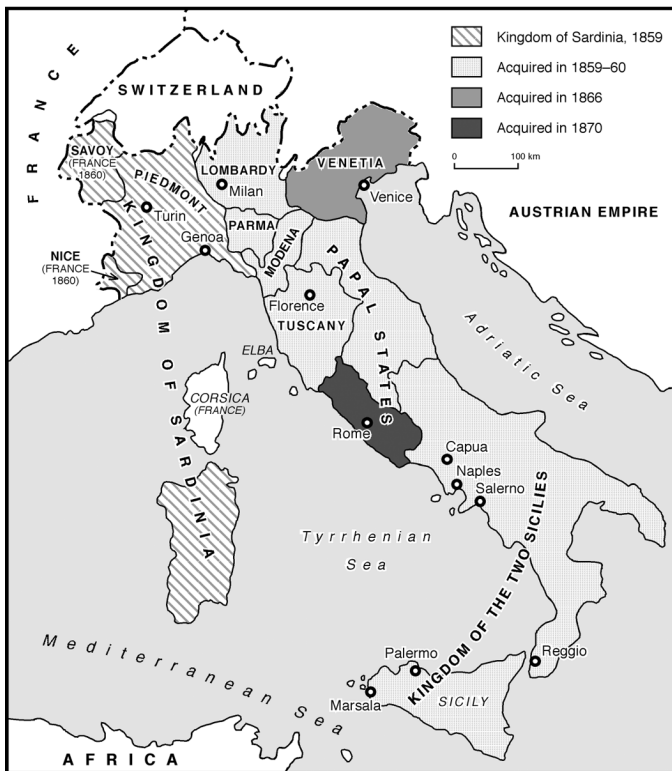 Kingdom of Sardinia, 1859
Acquired in 1859–60
Acquired in 1866
Acquired in 1870
0 100 km
FRANCE
SWITZERLAND
SAVOY
(FRANCE
1860)
PIEDMONT
LOMBARDY
Milan
VENETIA
Venice
Turin
PARMA
AUSTRIAN EMPIRE
Genoa
MODENA
NICE
(FRANCE
1860)
PAPAL STATES
Florence
TUSCANY
Adriatic Sea
ELBA
CORSICA
(FRANCE)
KINGDOM OF SARDINIA
Rome
Capua
Naples
Salerno
Tyrrhenian
Sea
KINGDOM OF THE TWO SICILIES
Mediterranean Sea
Palermo
Reggio
Marsala
SICILY
AFRICA